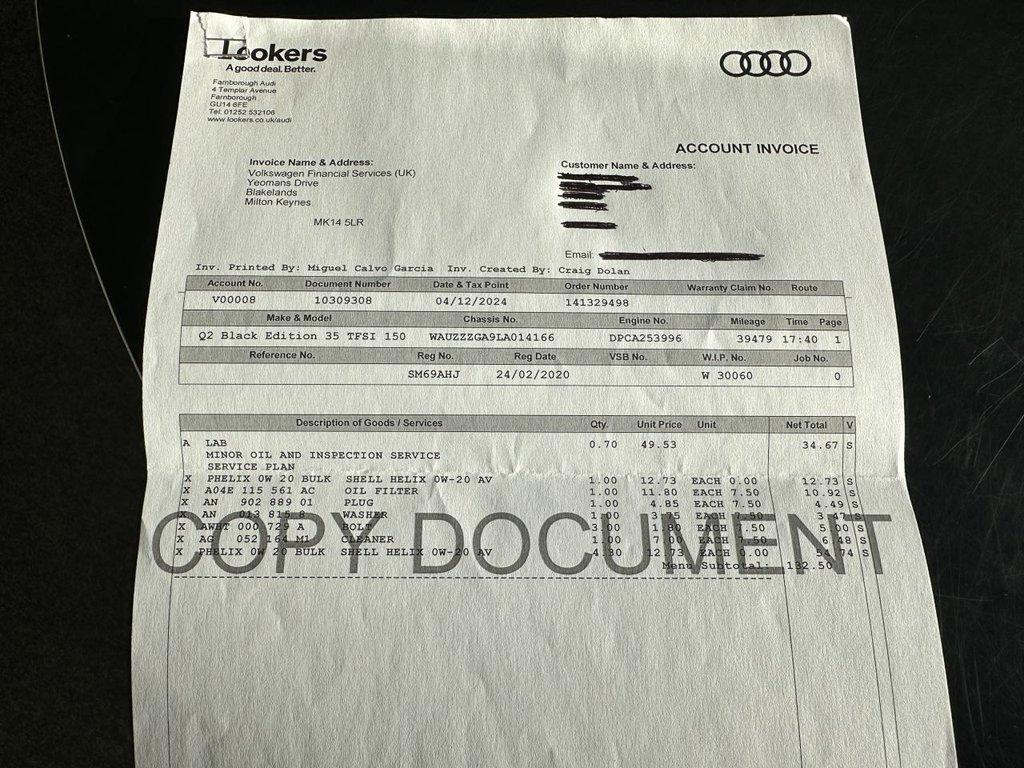 Lookers
A good deal. Better.
Farnborough Audi
4 Templar Avenue
Farnborough
GU14 6FE
Tel: 01252 532106
www.lookers.co.uk/audi
ACCOUNT INVOICE
Invoice Name & Address:
Volkswagen Financial Services (UK)
Yeomans Drive
Blakelands
Milton Keynes
MK14 5LR
Customer Name & Address:
Email:
Inv. Printed By: Miguel Calvo Garcia Inv. Created By: Craig Dolan
Account No. Document Number Date & Tax Point Order Number Warranty Claim No. Route
V00008 10309308 04/12/2024 141329498
Make & Model Chassis No. Engine No. Mileage Time Page
Q2 Black Edition 35 TFSI 150 WAUZZZGA9LA014166 DPCA253996 39479 17:40 1
Reference No. Reg No. Reg Date VSB No. W.I.P. No. Job No.
SM69AHJ 24/02/2020 W 30060 0
Description of Goods / Services Qty. Unit Price Unit Net Total V
A LAB 0.70 49.53 34.67 S
MINOR OIL AND INSPECTION SERVICE
SERVICE PLAN
X PHELIX 0W 20 BULK SHELL HELIX 0W-20 AV 1.00 12.73 EACH 0.00 12.73 S
X A04E 115 561 AC OIL FILTER 1.00 11.80 EACH 7.50 10.92 S
X AN 902 889 01 PLUG 1.00 4.85 EACH 7.50 4.49 S
X AN 013 815 8 WASHER 1.00 3.75 EACH 7.50 3.47 S
X AWHT 000 729 A BOLT 3.00 1.80 EACH 7.50 5.00 S
X AG 052 164 M1 CLEANER 1.00 7.00 EACH 7.50 6.48 S
X PHELIX 0W 20 BULK SHELL HELIX 0W-20 AV 4.30 12.73 EACH 0.00 54.74 S
Menu Subtotal: 132.50
COPY DOCUMENT